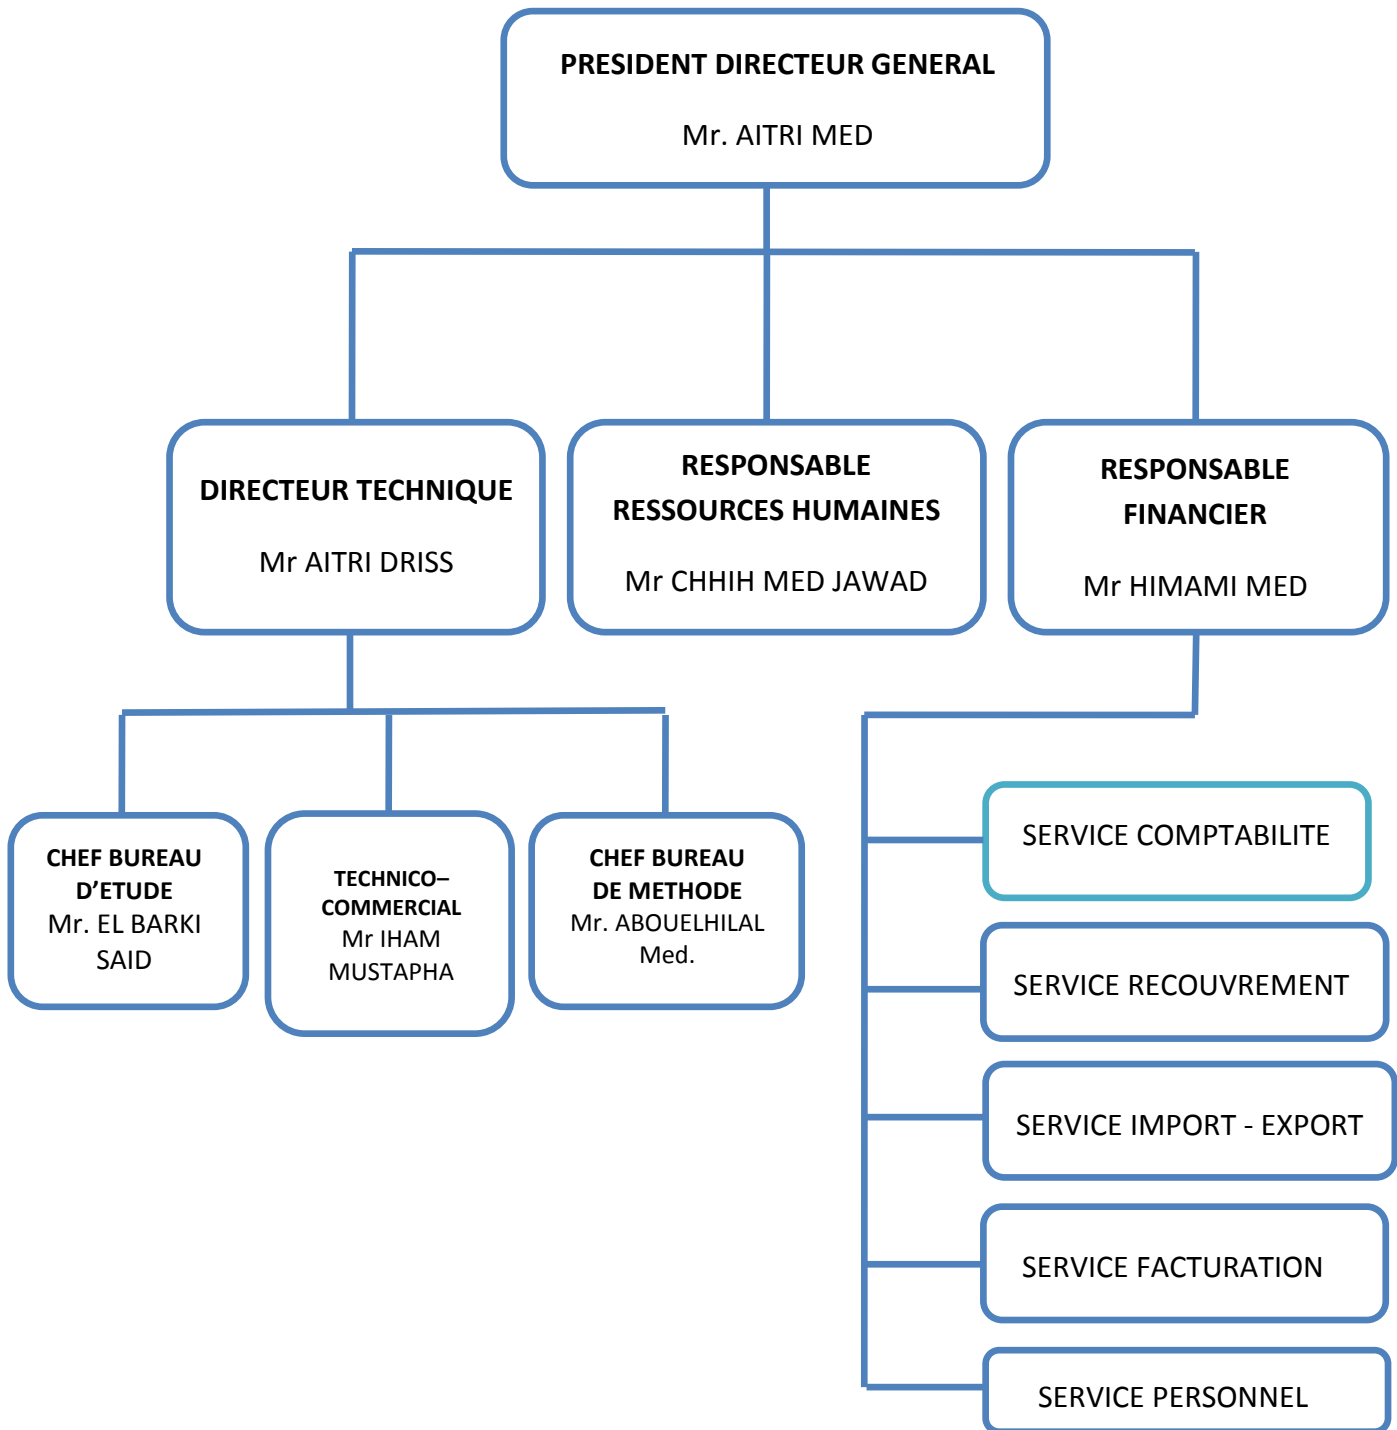 PRESIDENT DIRECTEUR GENERAL
Mr. AITRI MED
DIRECTEUR TECHNIQUE
Mr AITRI DRISS
RESPONSABLE
RESSOURCES HUMAINES
Mr CHHIH MED JAWAD
RESPONSABLE
FINANCIER
Mr HIMAMI MED
CHEF BUREAU
D’ETUDE
Mr. EL BARKI
SAID
TECHNICO–
COMMERCIAL
Mr IHAM
MUSTAPHA
CHEF BUREAU
DE METHODE
Mr. ABOUELHILAL
Med.
SERVICE COMPTABILITE
SERVICE RECOUVREMENT
SERVICE IMPORT - EXPORT
SERVICE FACTURATION
SERVICE PERSONNEL